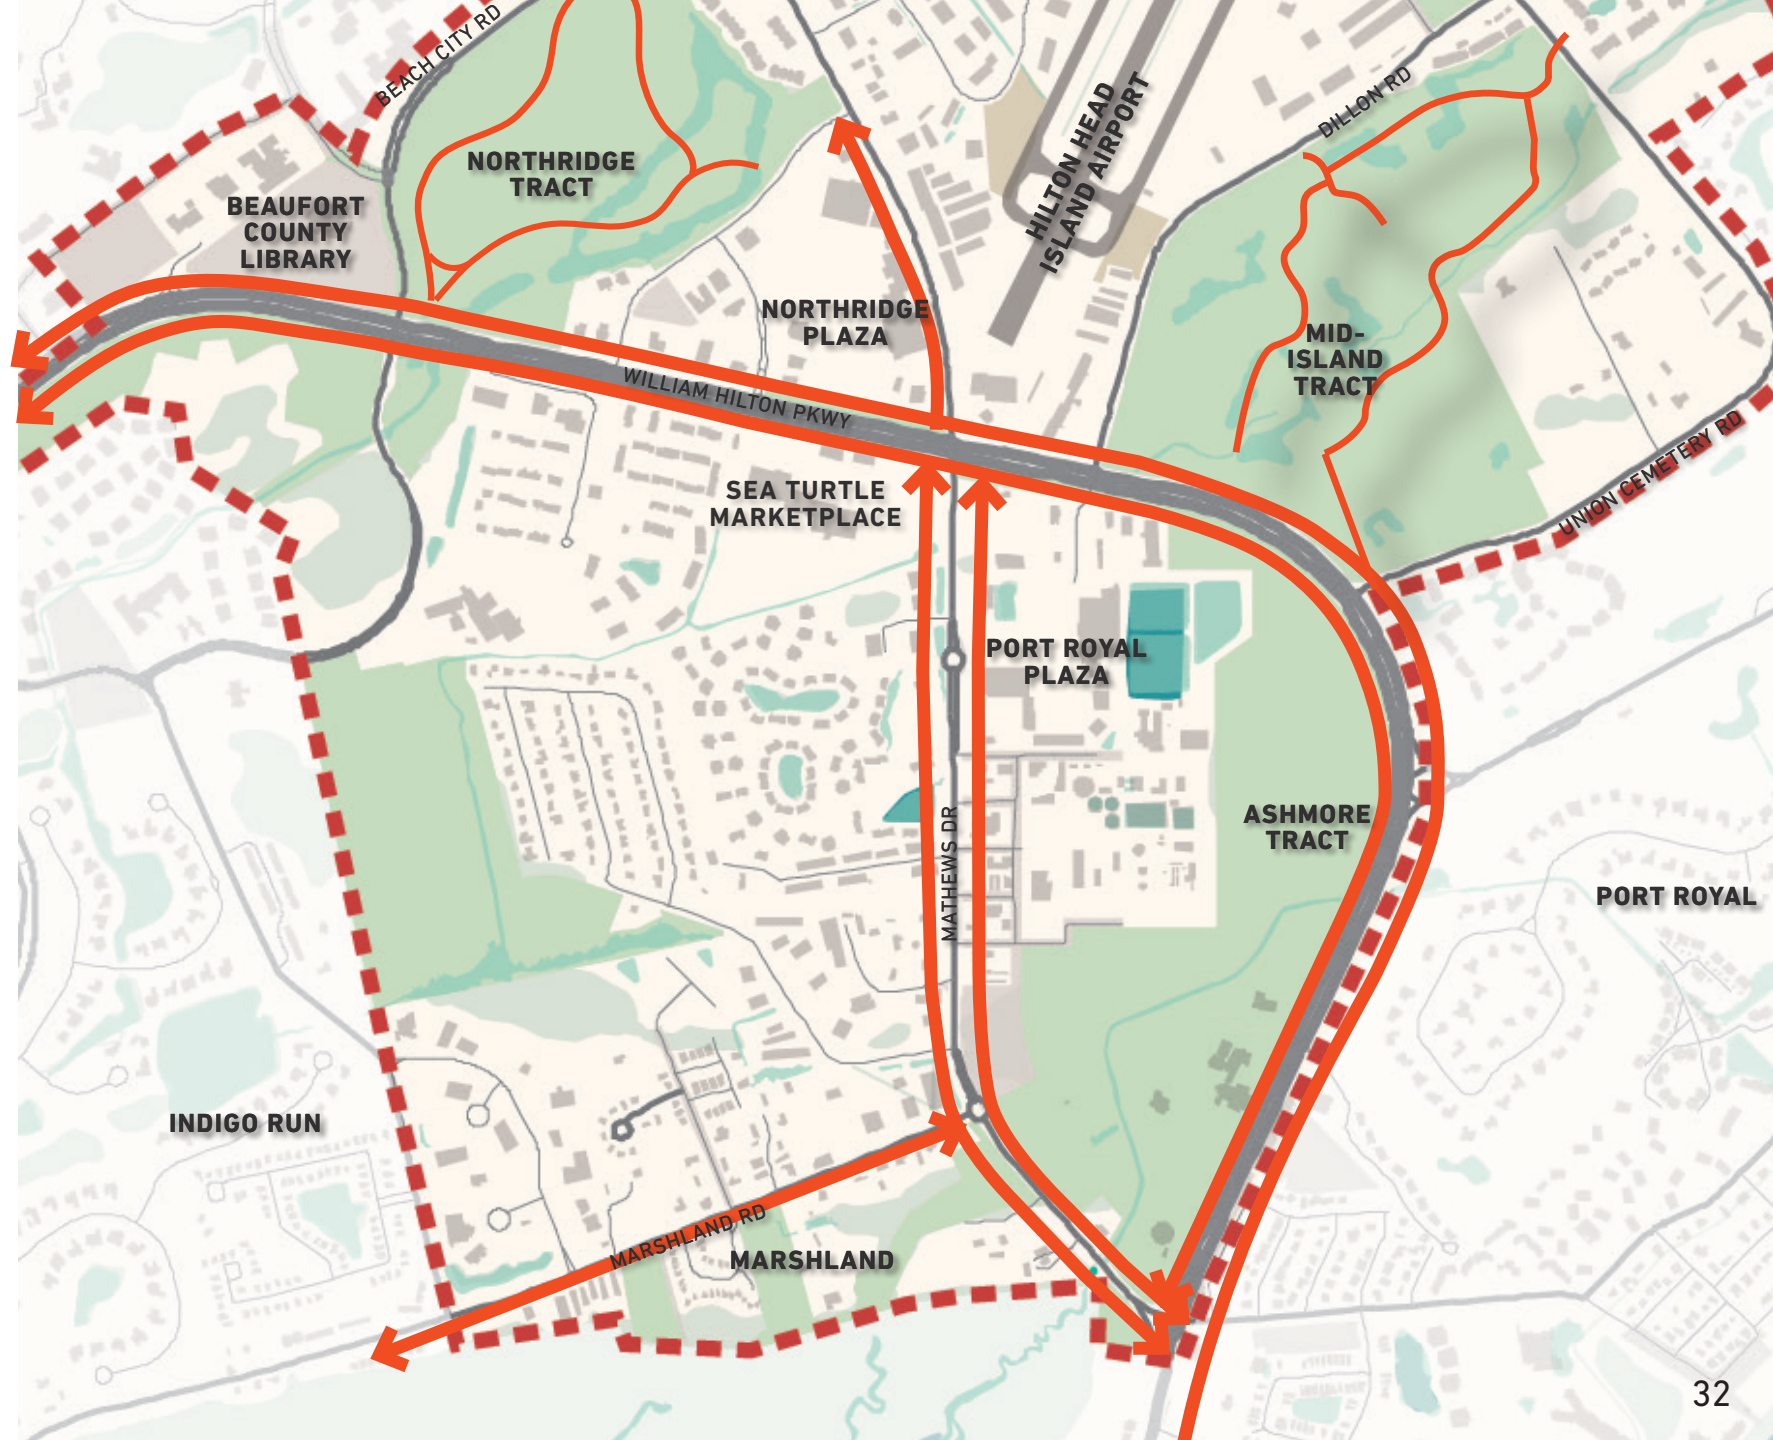 BEACH CITY RD
NORTHRIDGE
TRACT
BEAUFORT
COUNTY
LIBRARY
HILTON HEAD
ISLAND AIRPORT
DILLON RD
NORTHRIDGE
PLAZA
MID-
ISLAND
TRACT
WILLIAM HILTON PKWY
UNION CEMETERY RD
SEA TURTLE
MARKETPLACE
PORT ROYAL
PLAZA
MATHEWS DR
ASHMORE
TRACT
PORT ROYAL
INDIGO RUN
MARSHLAND RD
MARSHLAND
32